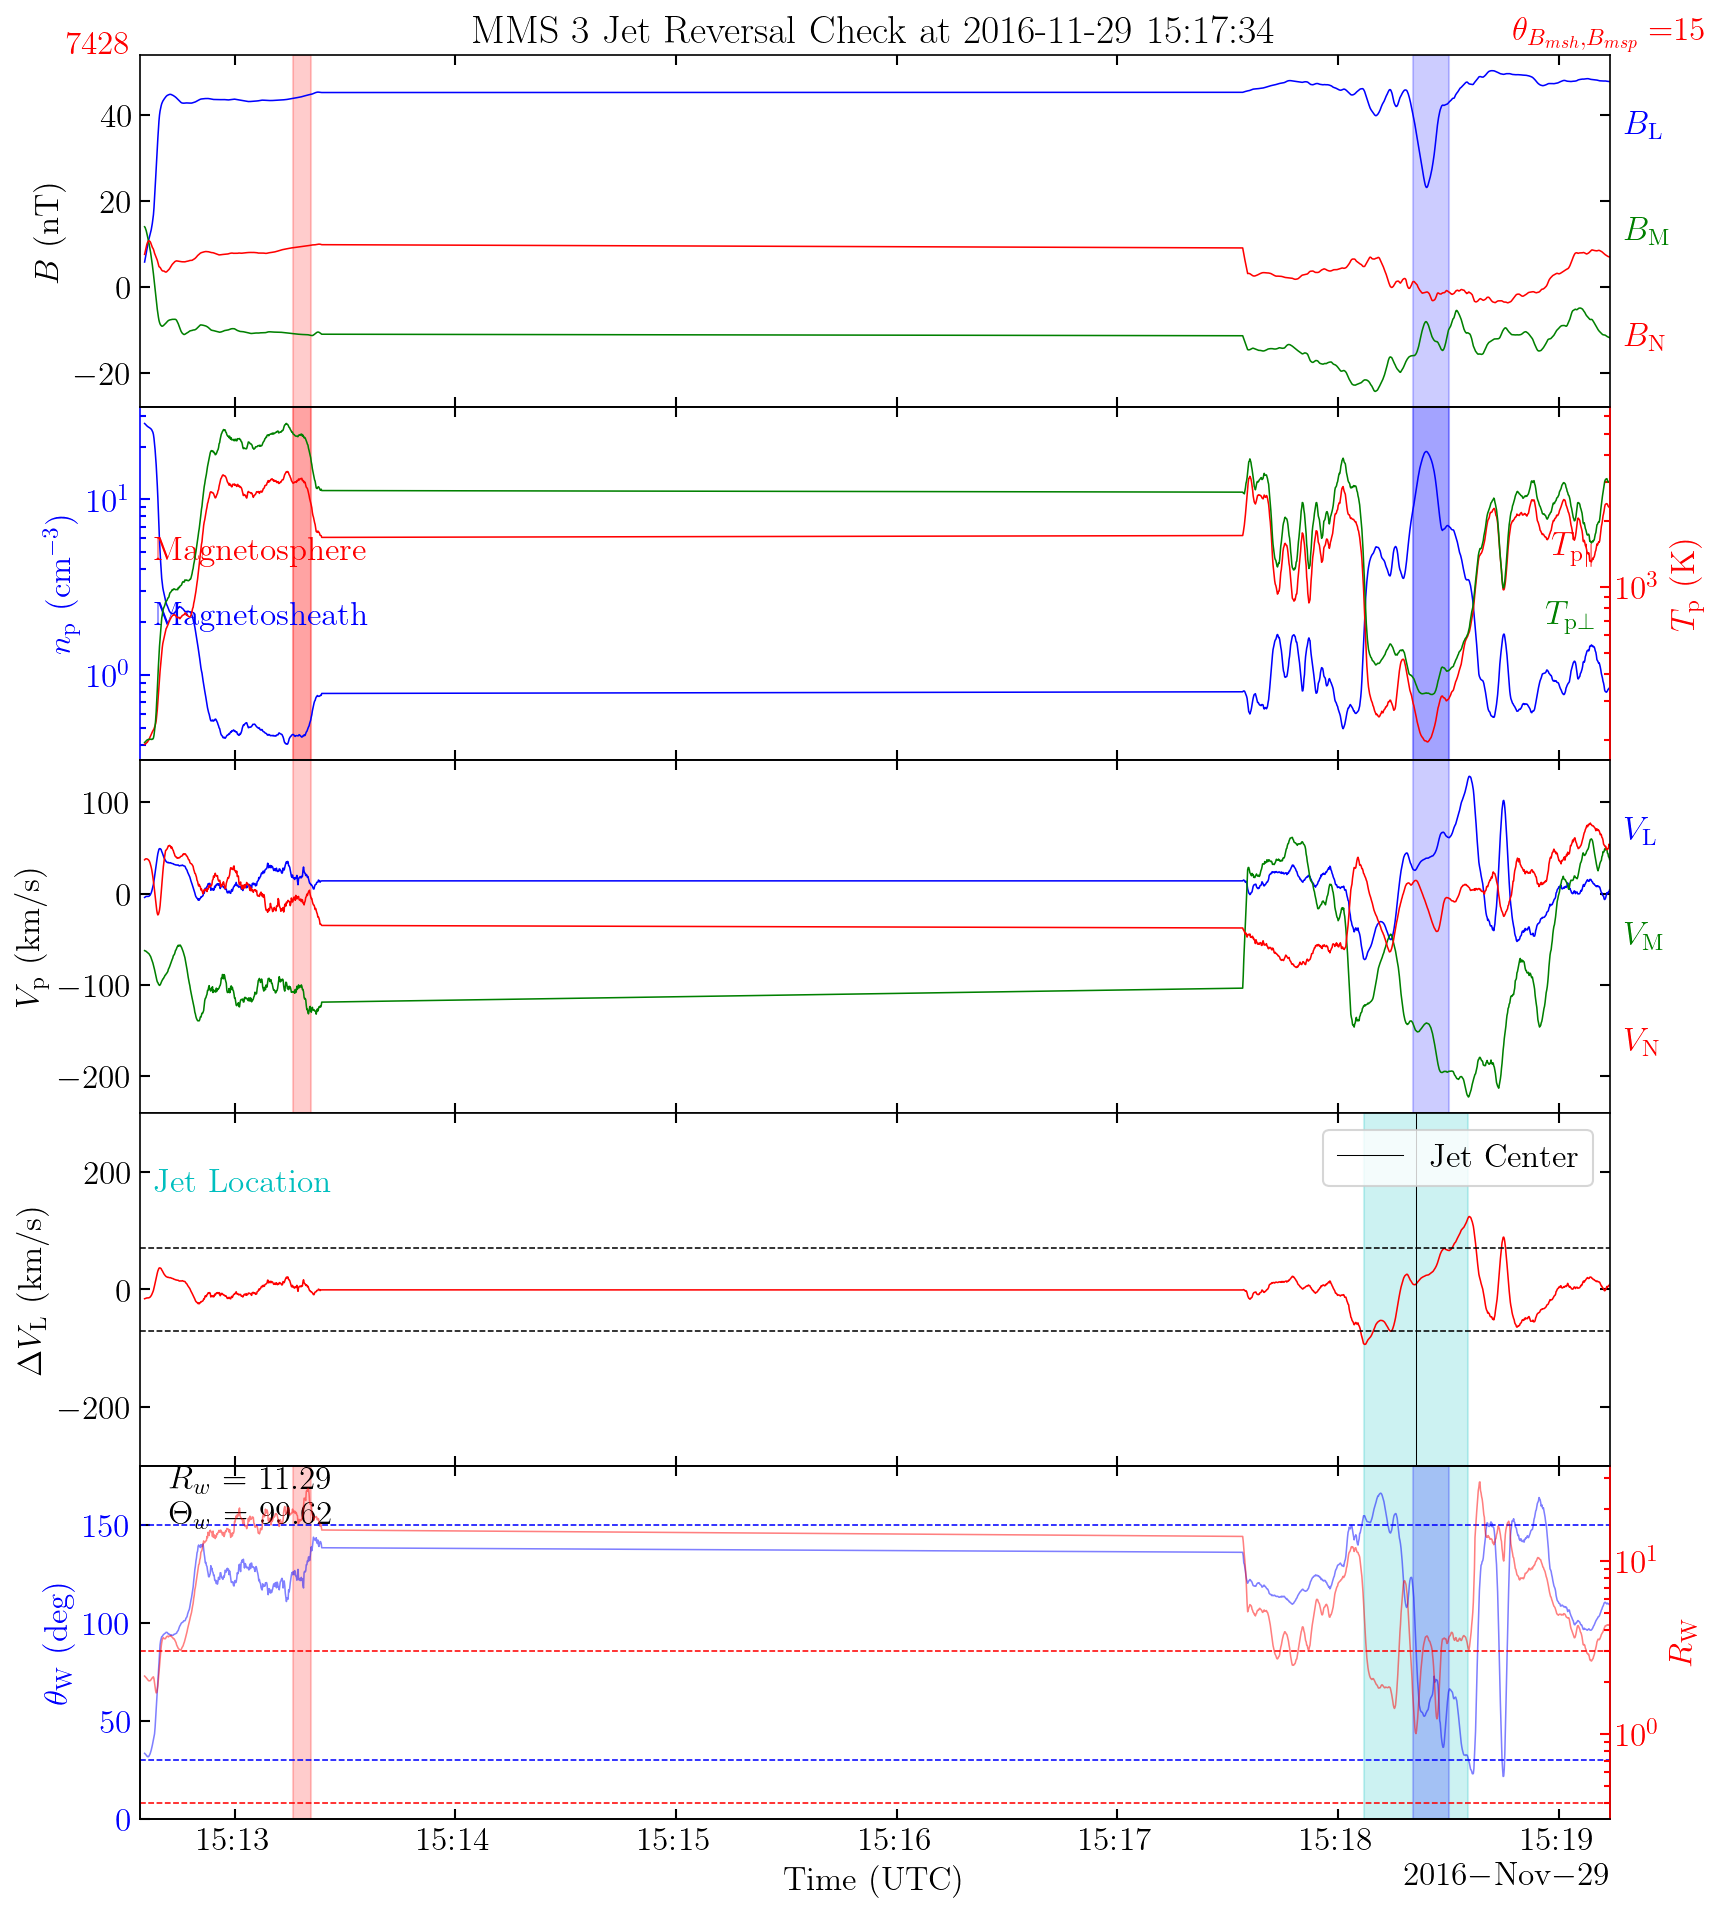 MMS 3 Jet Reversal Check at 2016-11-29 15:17:34
7428
θ_{B_{msh},B_{msp}} =15
40
20
0
−20
B (nT)
B_L
B_M
B_N
10^1
10^0
n_p (cm^{−3})
Magnetosphere
Magnetosheath
T_{p∥}
T_{p⊥}
10^3
T_p (K)
100
0
−100
−200
V_p (km/s)
V_L
V_M
V_N
Jet Center
Jet Location
200
0
−200
ΔV_L (km/s)
R_w = 11.29
Θ_w = 99.62
150
100
50
0
θ_W (deg)
10^1
10^0
R_W
15:13 15:14 15:15 15:16 15:17 15:18 15:19
Time (UTC)
2016−Nov−29